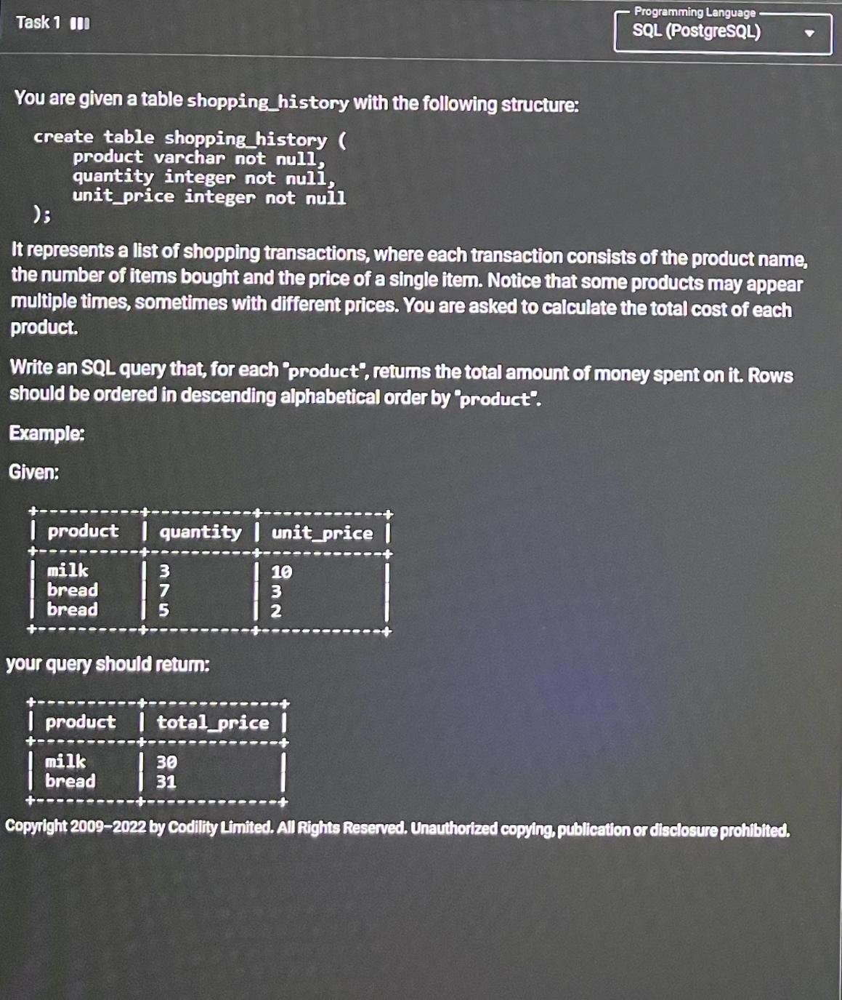 Task 1
Programming Language
SQL (PostgreSQL)
You are given a table shopping_history with the following structure:
create table shopping_history (
product varchar not null,
quantity integer not null,
unit_price integer not null
);
It represents a list of shopping transactions, where each transaction consists of the product name,
the number of items bought and the price of a single item. Notice that some products may appear
multiple times, sometimes with different prices. You are asked to calculate the total cost of each
product.
Write an SQL query that, for each "product", returns the total amount of money spent on it. Rows
should be ordered in descending alphabetical order by "product".
Example:
Given:
+----------+----------+------------+
| product | quantity | unit_price |
+----------+----------+------------+
| milk | 3 | 10 |
| bread | 7 | 3 |
| bread | 5 | 2 |
+----------+----------+------------+
your query should return:
+----------+-------------+
| product | total_price |
+----------+-------------+
| milk | 30 |
| bread | 31 |
+----------+-------------+
Copyright 2009–2022 by Codility Limited. All Rights Reserved. Unauthorized copying, publication or disclosure prohibited.